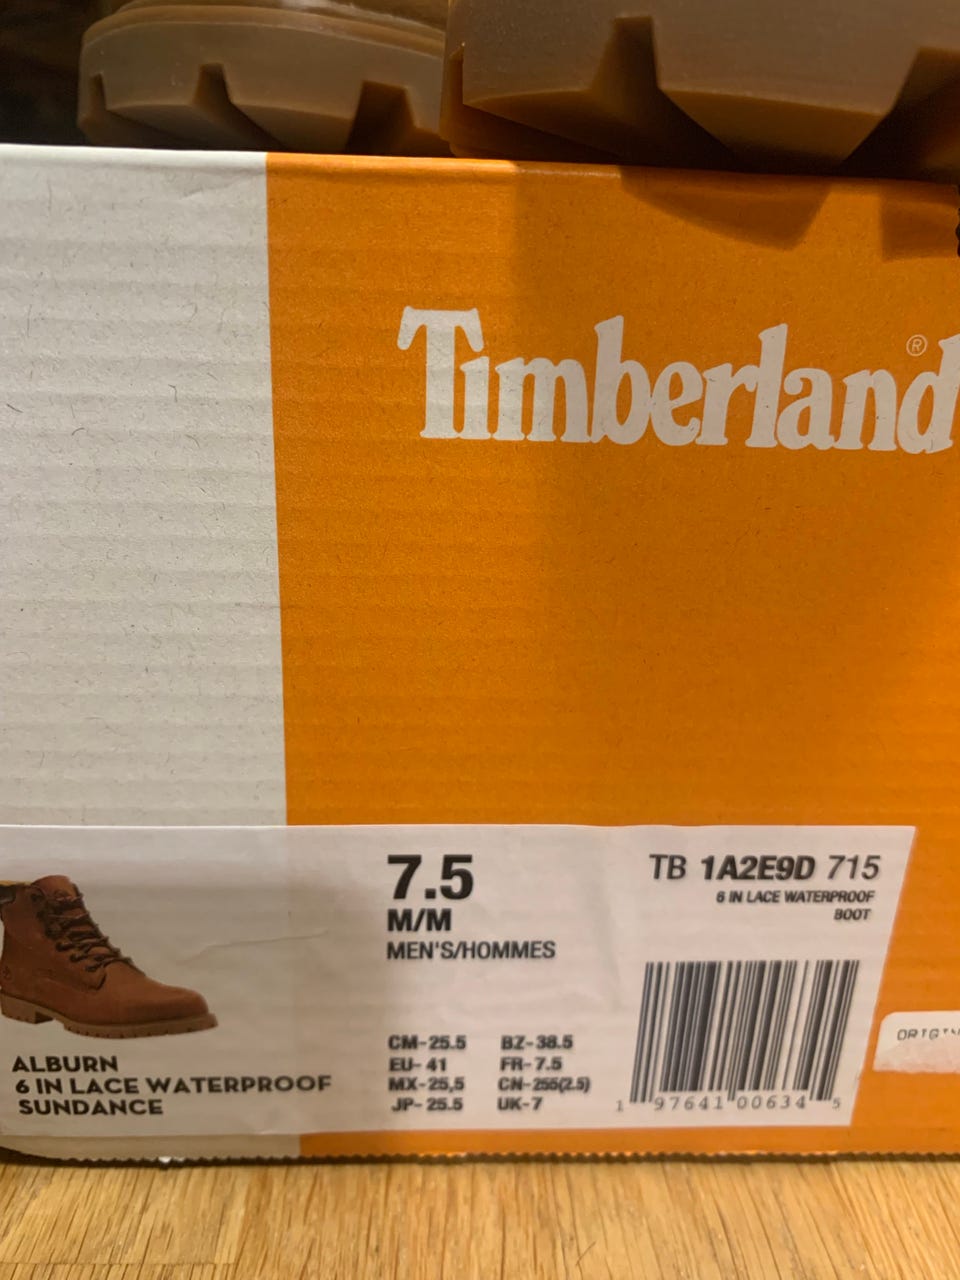 Timberland®
7.5
M/M
MEN'S/HOMMES
TB 1A2E9D 715
6 IN LACE WATERPROOF
BOOT
CM-25.5 BZ-38.5
EU-41 FR-7.5
MX-25,5 CN-255(2.5)
JP-25.5 UK-7
1 97641 00634 5
ALBURN
6 IN LACE WATERPROOF
SUNDANCE